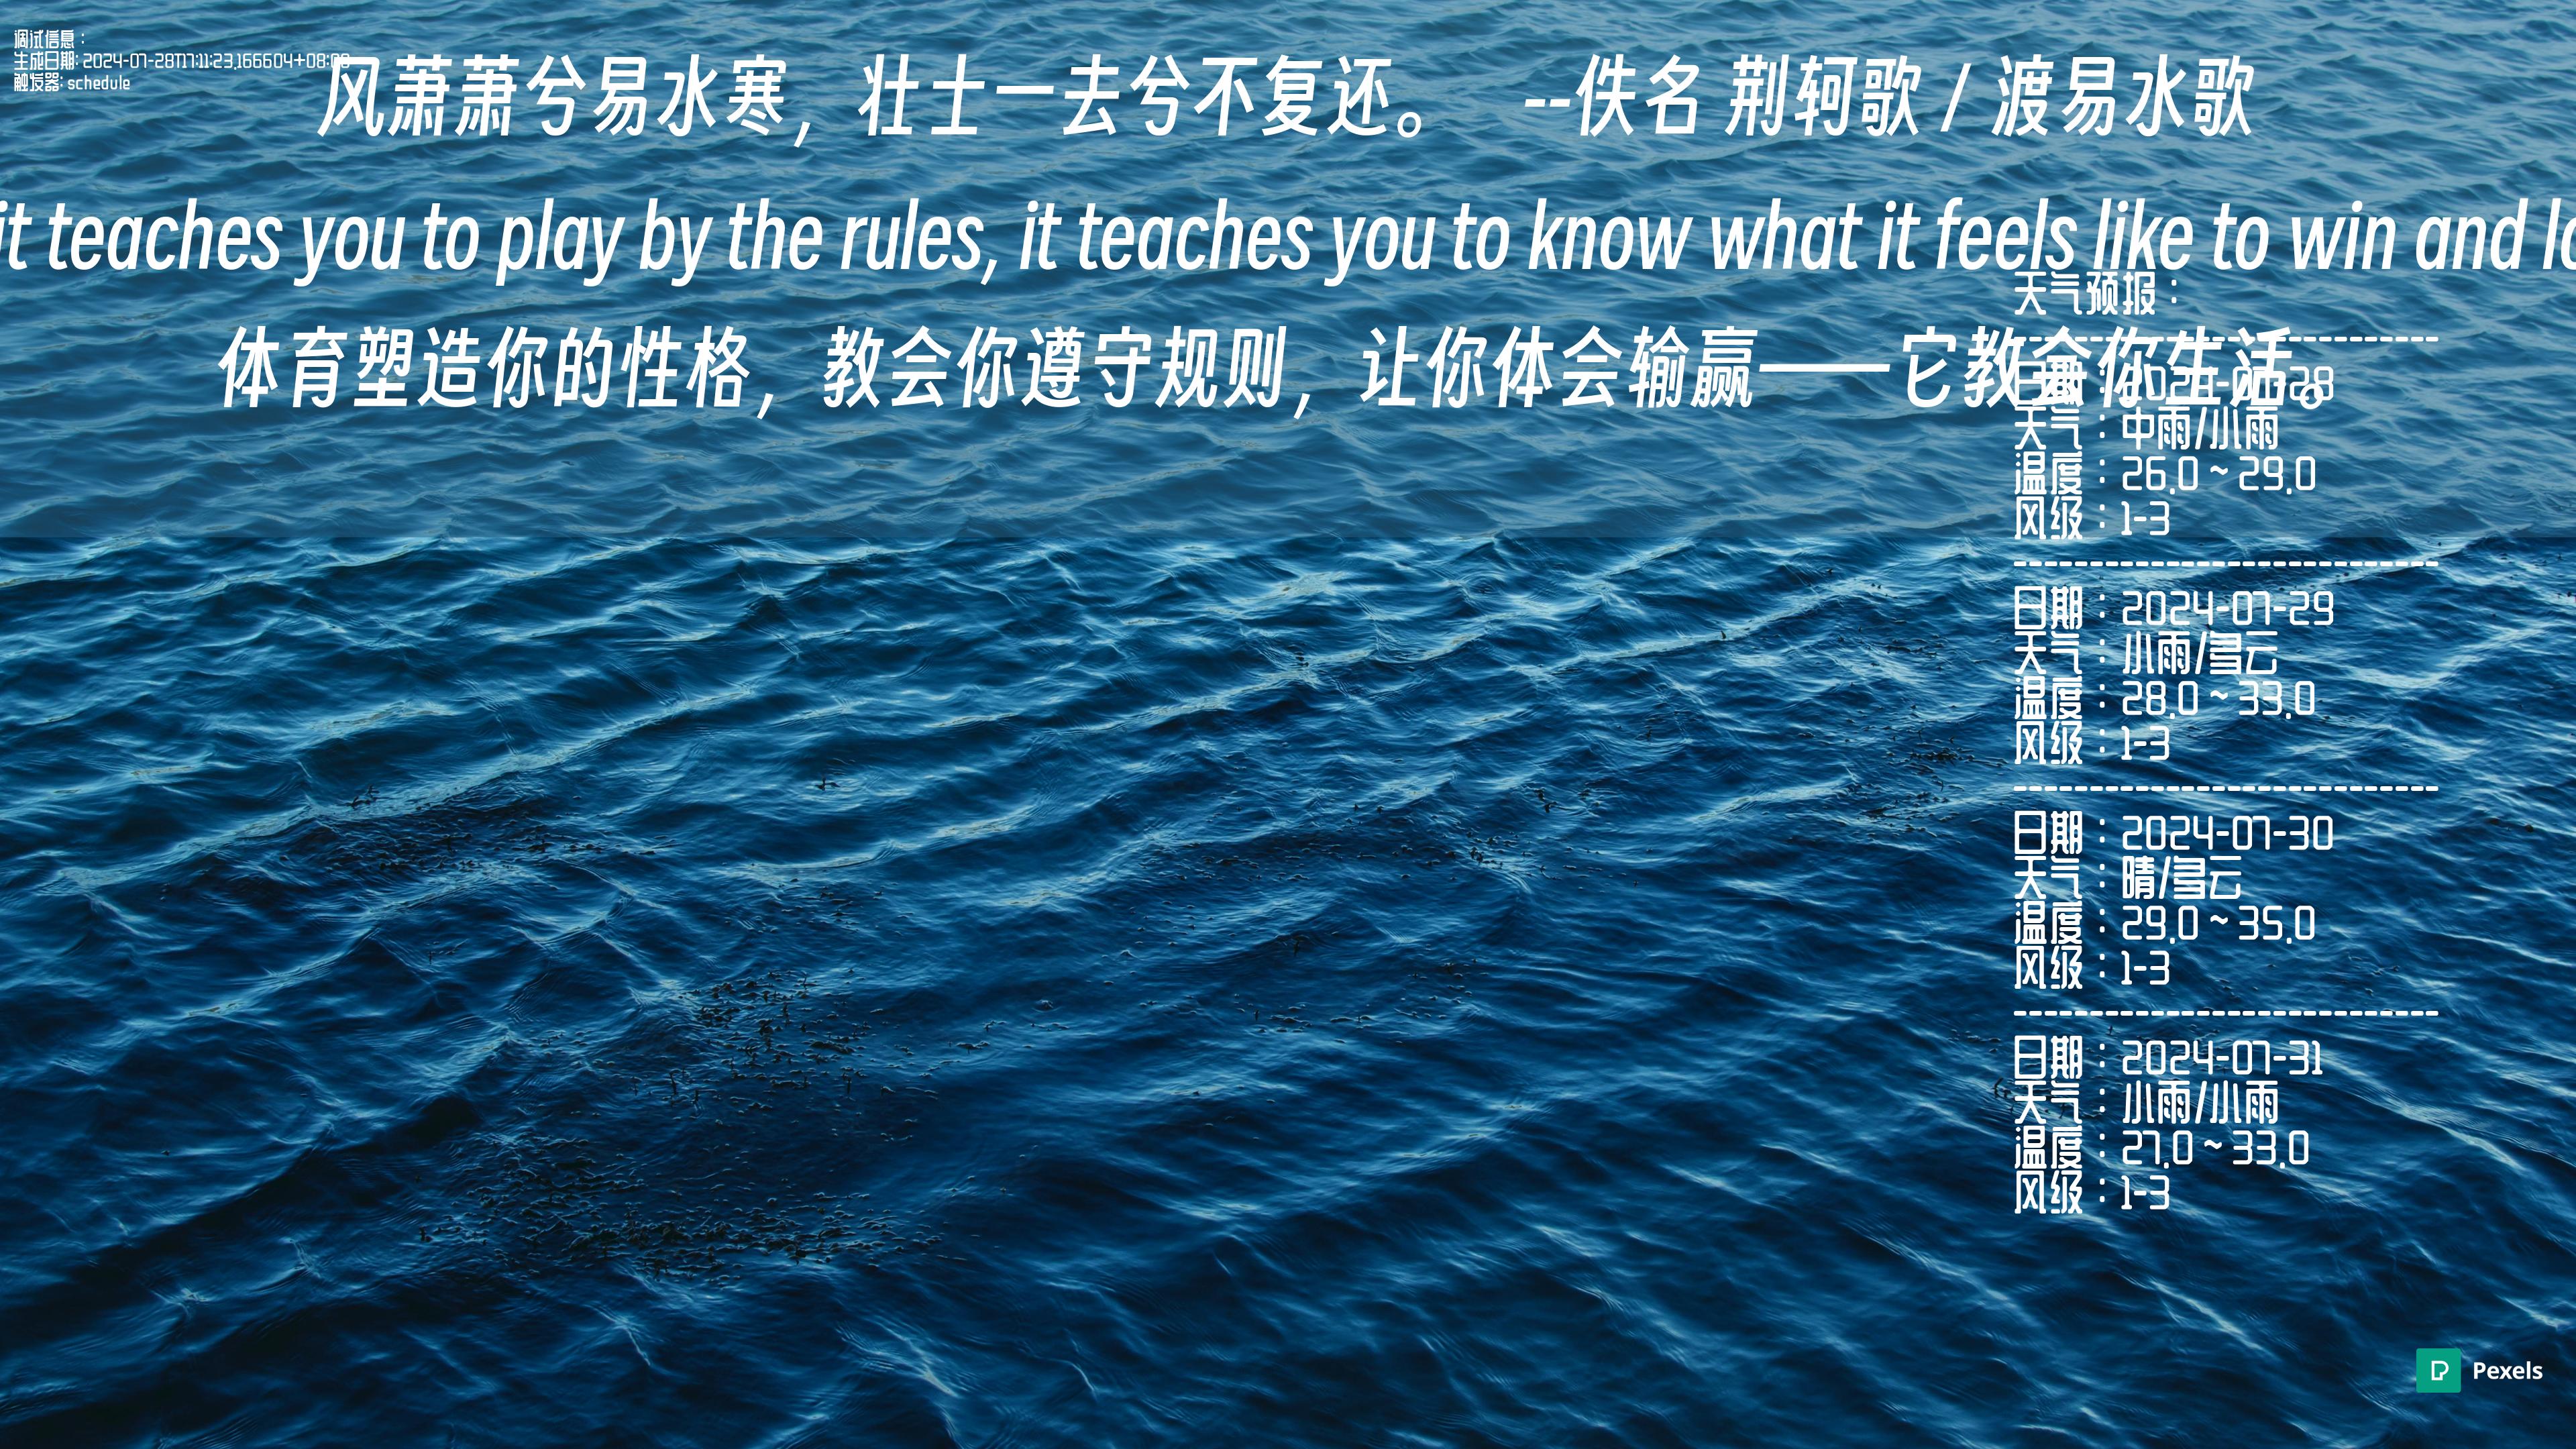 调试信息：
生成日期: 2024-07-28T17:11:23.166604+08:00
触发器: schedule
风萧萧兮易水寒，壮士一去兮不复还。 --佚名 荆轲歌 / 渡易水歌
it teaches you to play by the rules, it teaches you to know what it feels like to win and
体育塑造你的性格，教会你遵守规则，让你体会输赢——它教会你生活。
天气预报：
------------------------------
日期：2024-07-28
天气：中雨/小雨
温度：26.0 ~ 29.0
风级：1-3
------------------------------
日期：2024-07-29
天气：小雨/多云
温度：28.0 ~ 33.0
风级：1-3
------------------------------
日期：2024-07-30
天气：晴/多云
温度：29.0 ~ 35.0
风级：1-3
------------------------------
日期：2024-07-31
天气：小雨/小雨
温度：27.0 ~ 33.0
风级：1-3
Pexels